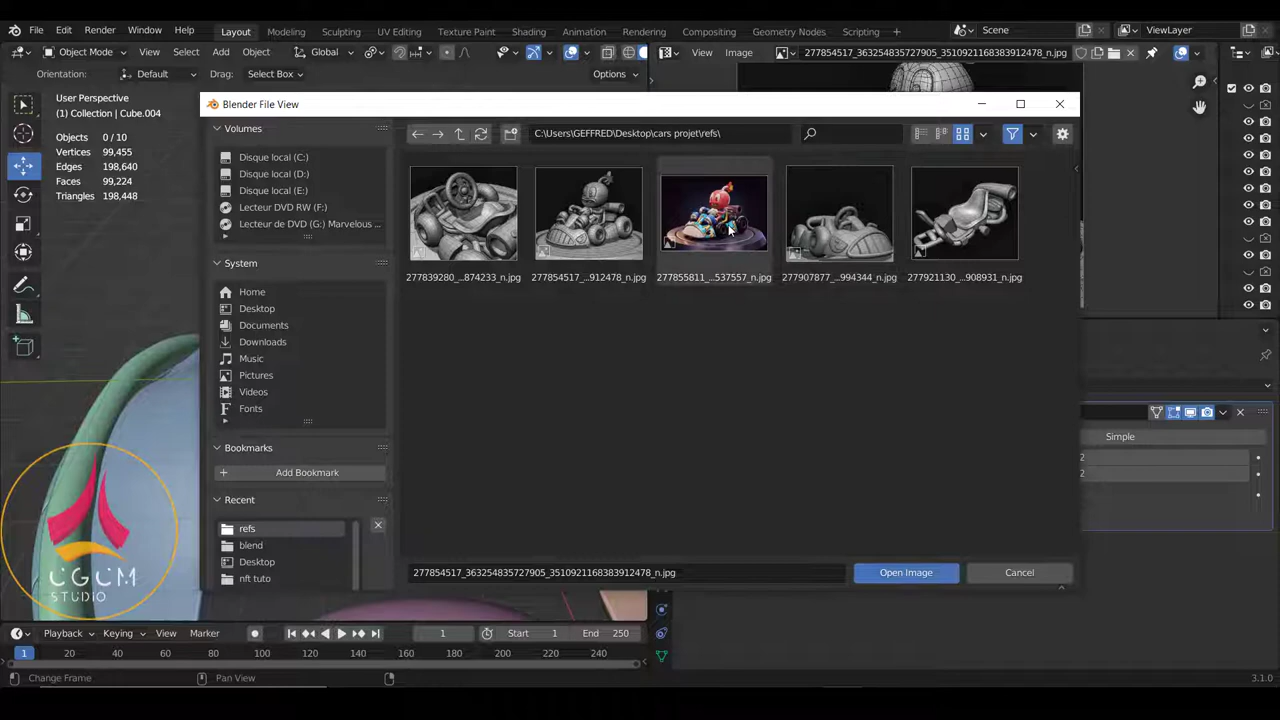 File Edit Render Window Help Layout Modeling Sculpting UV Editing Texture Paint Shading Animation Rendering Compositing Geometry Nodes Scripting Scene ViewLayer
Object Mode View Select Add Object Global View Image 277854517_363254835727905_3510921168383912478_n.jpg
Orientation: Default Drag: Select Box Options
User Perspective
(1) Collection | Cube.004
Objects 0 / 10
Vertices 99,455
Edges 198,640
Faces 99,224
Triangles 198,448
Blender File View
Volumes
C:\Users\GEFFRED\Desktop\cars projet\refs\
Disque local (C:)
Disque local (D:)
Disque local (E:)
Lecteur DVD RW (F:)
Lecteur de DVD (G:) Marvelous ...
System
Home
Desktop
Documents
Downloads
Music
Pictures
Videos
Fonts
Bookmarks
Add Bookmark
Recent
refs
blend
Desktop
nft tuto
277839280_...874233_n.jpg 277854517_...912478_n.jpg 277855811_...537557_n.jpg 277907877_...994344_n.jpg 277921130_...908931_n.jpg
277854517_363254835727905_3510921168383912478_n.jpg
Open Image Cancel
Simple
2
2
CGCM
STUDIO
Playback Keying View Marker 1 Start 1 End 250
1 20 40 60 80 100 120 140 160 180 200 220 240
Change Frame Pan View 3.1.0